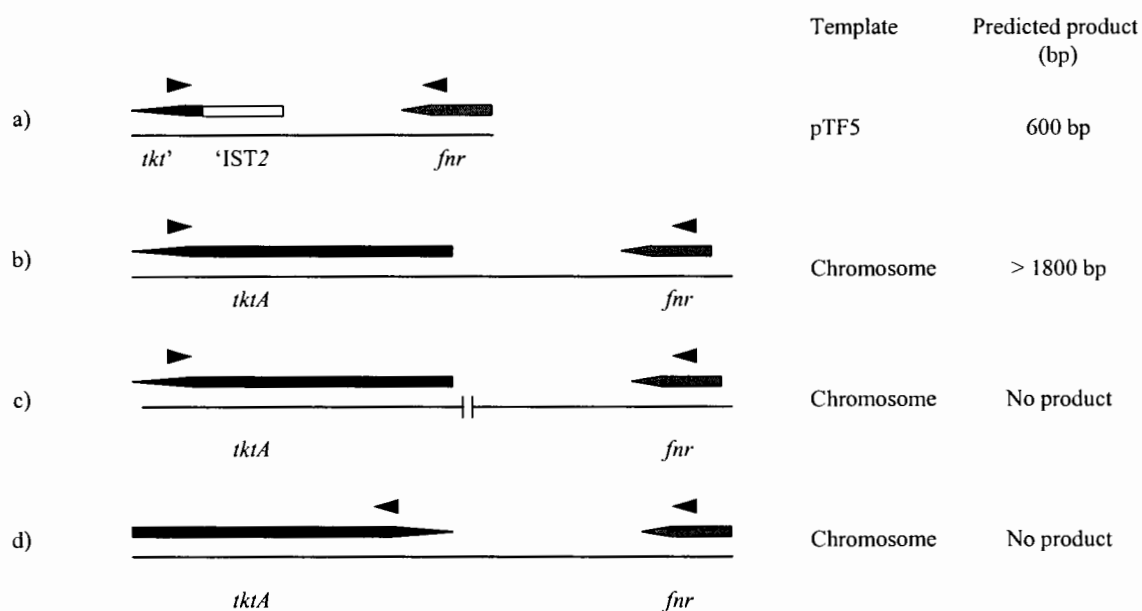 Template Predicted product
(bp)
a) pTF5 600 bp
tkt’ ‘IST2 fnr
b) Chromosome > 1800 bp
tktA fnr
c) Chromosome No product
tktA fnr
d) Chromosome No product
tktA fnr